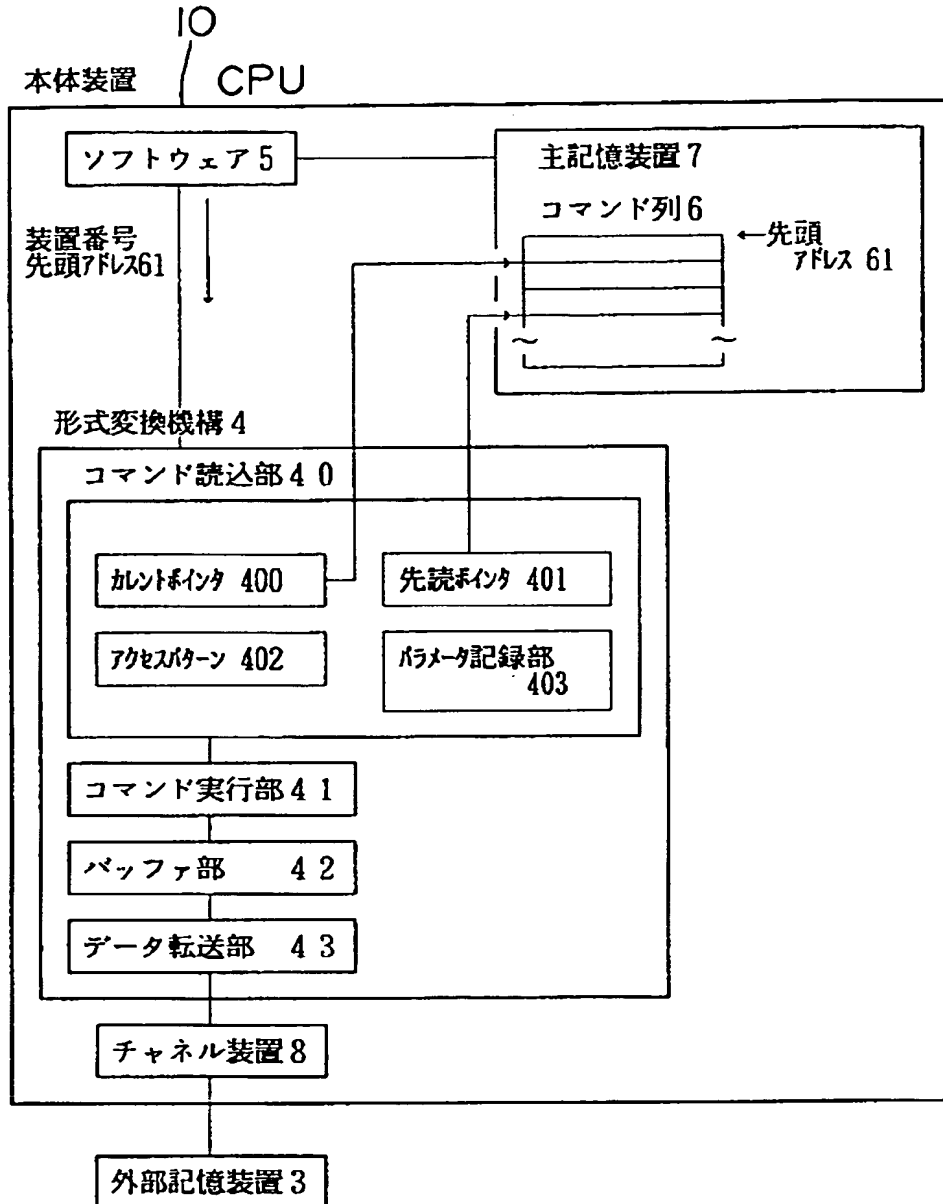 10
本体装置 CPU
ソフトウェア5
主記憶装置7
コマンド列6
←先頭
アドレス 61
装置番号
先頭アドレス61
形式変換機構4
コマンド読込部40
カレントポインタ 400
先読ポインタ 401
アクセスパターン 402
パラメータ記録部
403
コマンド実行部41
バッファ部 42
データ転送部 43
チャネル装置8
外部記憶装置3